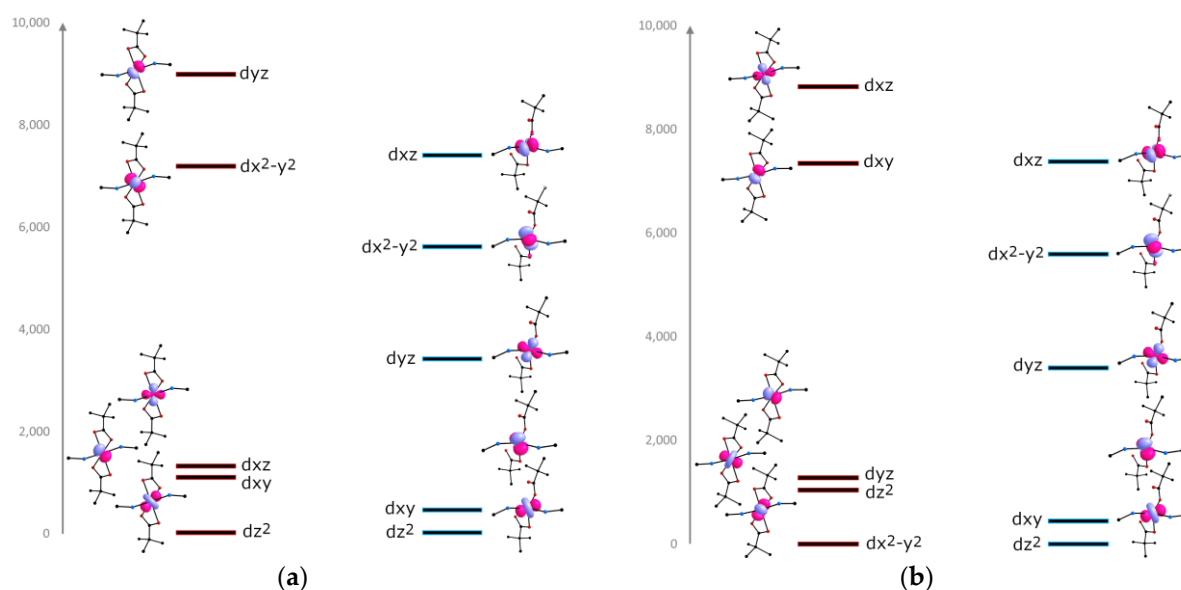 10,000
dyz
8,000
dx²-y²
dxz
6,000
dx²-y²
4,000
dyz
2,000
dxz
dxy
dxy
0
dz²
dz²
(a)
10,000
dxz
8,000
dxy
dxz
6,000
dx²-y²
4,000
dyz
2,000
dyz
dz²
dxy
0
dx²-y²
dz²
(b)